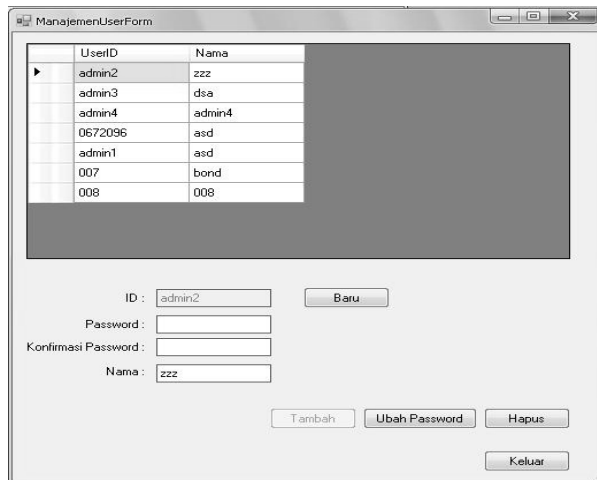 ManajemenUserForm
UserID Nama
admin2 zzz
admin3 dsa
admin4 admin4
0672096 asd
admin1 asd
007 bond
008 008
ID : admin2 Baru
Password :
Konfirmasi Password :
Nama : zzz
Tambah Ubah Password Hapus
Keluar